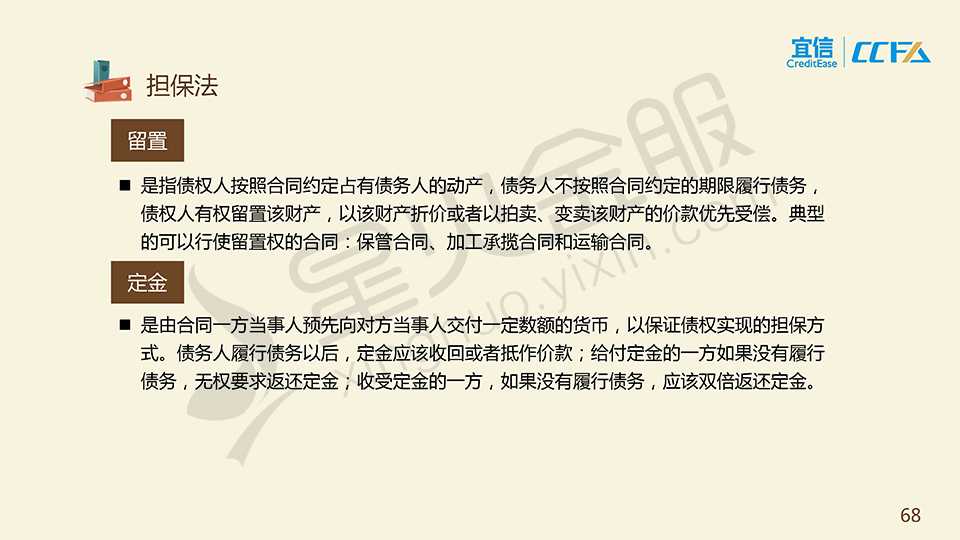 宜信
CreditEase
CCFA
担保法
留置
■ 是指债权人按照合同约定占有债务人的动产，债务人不按照合同约定的期限履行债务，
债权人有权留置该财产，以该财产折价或者以拍卖、变卖该财产的价款优先受偿。典型
的可以行使留置权的合同：保管合同、加工承揽合同和运输合同。
定金
■ 是由合同一方当事人预先向对方当事人交付一定数额的货币，以保证债权实现的担保方
式。债务人履行债务以后，定金应该收回或者抵作价款；给付定金的一方如果没有履行
债务，无权要求返还定金；收受定金的一方，如果没有履行债务，应该双倍返还定金。
星火金服
xinghuo.yixin.com
68